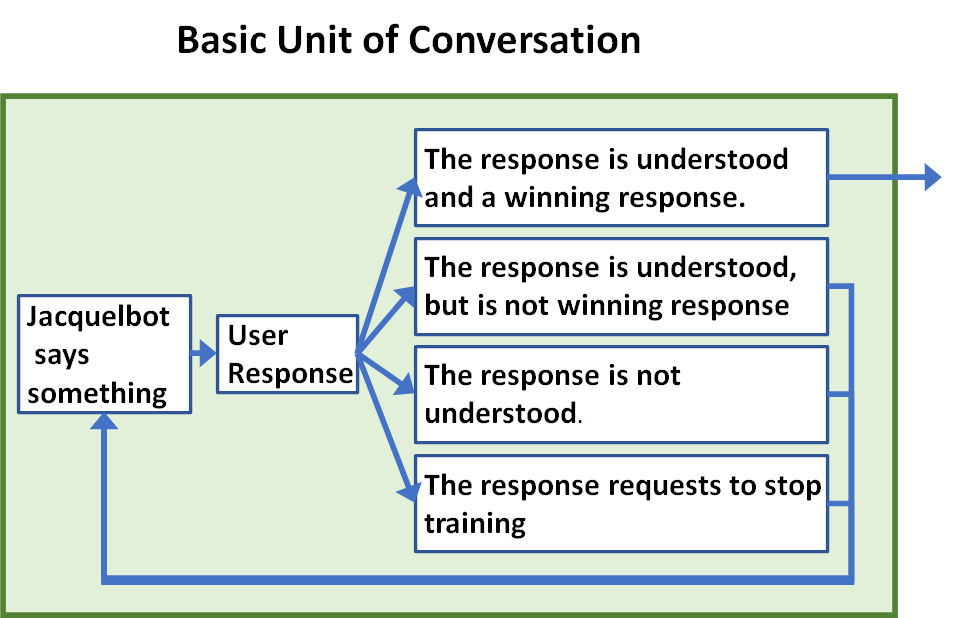 Basic Unit of Conversation
The response is understood
and a winning response.
The response is understood,
but is not winning response
Jacquelbot
says
something
User
Response
The response is not
understood.
The response requests to stop
training